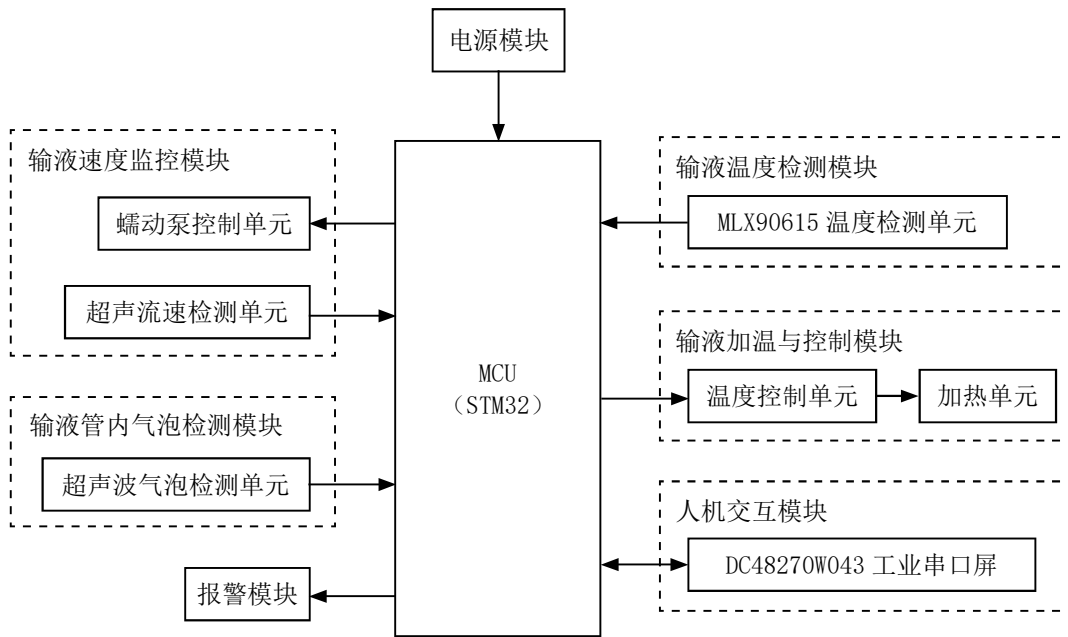 电源模块
输液速度监控模块
蠕动泵控制单元
超声流速检测单元
输液管内气泡检测模块
超声波气泡检测单元
报警模块
MCU
（STM32）
输液温度检测模块
MLX90615 温度检测单元
输液加温与控制模块
温度控制单元
加热单元
人机交互模块
DC48270W043 工业串口屏